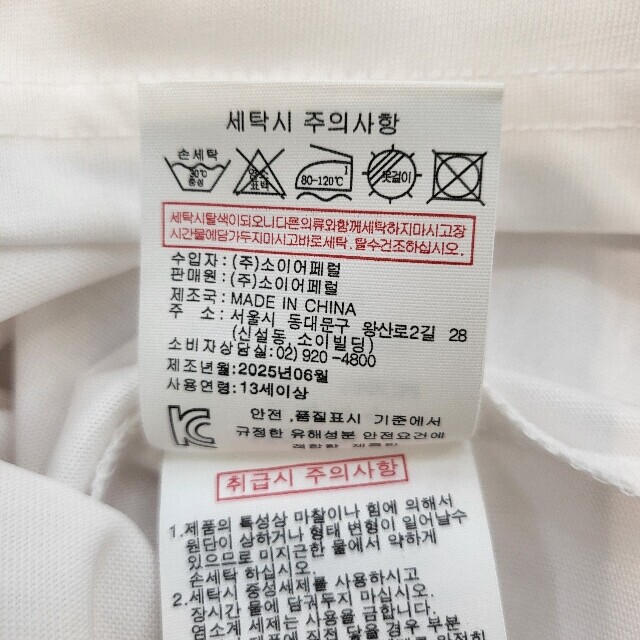 세탁시 주의사항
손세탁
30℃
중성
염소
표백
80-120℃
옷걸이
세탁시탈색이되오니다른의류와함께세탁하지마시고장
시간물에담가두지마시고바로세탁.탈수건조하십시오.
수입자:(주)소이어페럴
판매원:(주)소이어페럴
제조국:MADE IN CHINA
주 소:서울시 동대문구 왕산로2길 28
(신설동,소이빌딩)
소비자상담실:02)920-4800
제조년월:2025년06월
사용연령:13세이상
안전,품질표시 기준에서
규정한 유해성분 안전요건에
취급시 주의사항
1.제품의 특성상 마찰이나 힘에 의해서
원단이 상하거나 형태 변형이 일어날수
있으므로 미지근한 물에서 약하게
손세탁 하십시오.
2.세탁시 중성세제를 사용하시고
장시간 물에 담궈두지 마십시오.
염소계 세제는 사용을 금합니다.